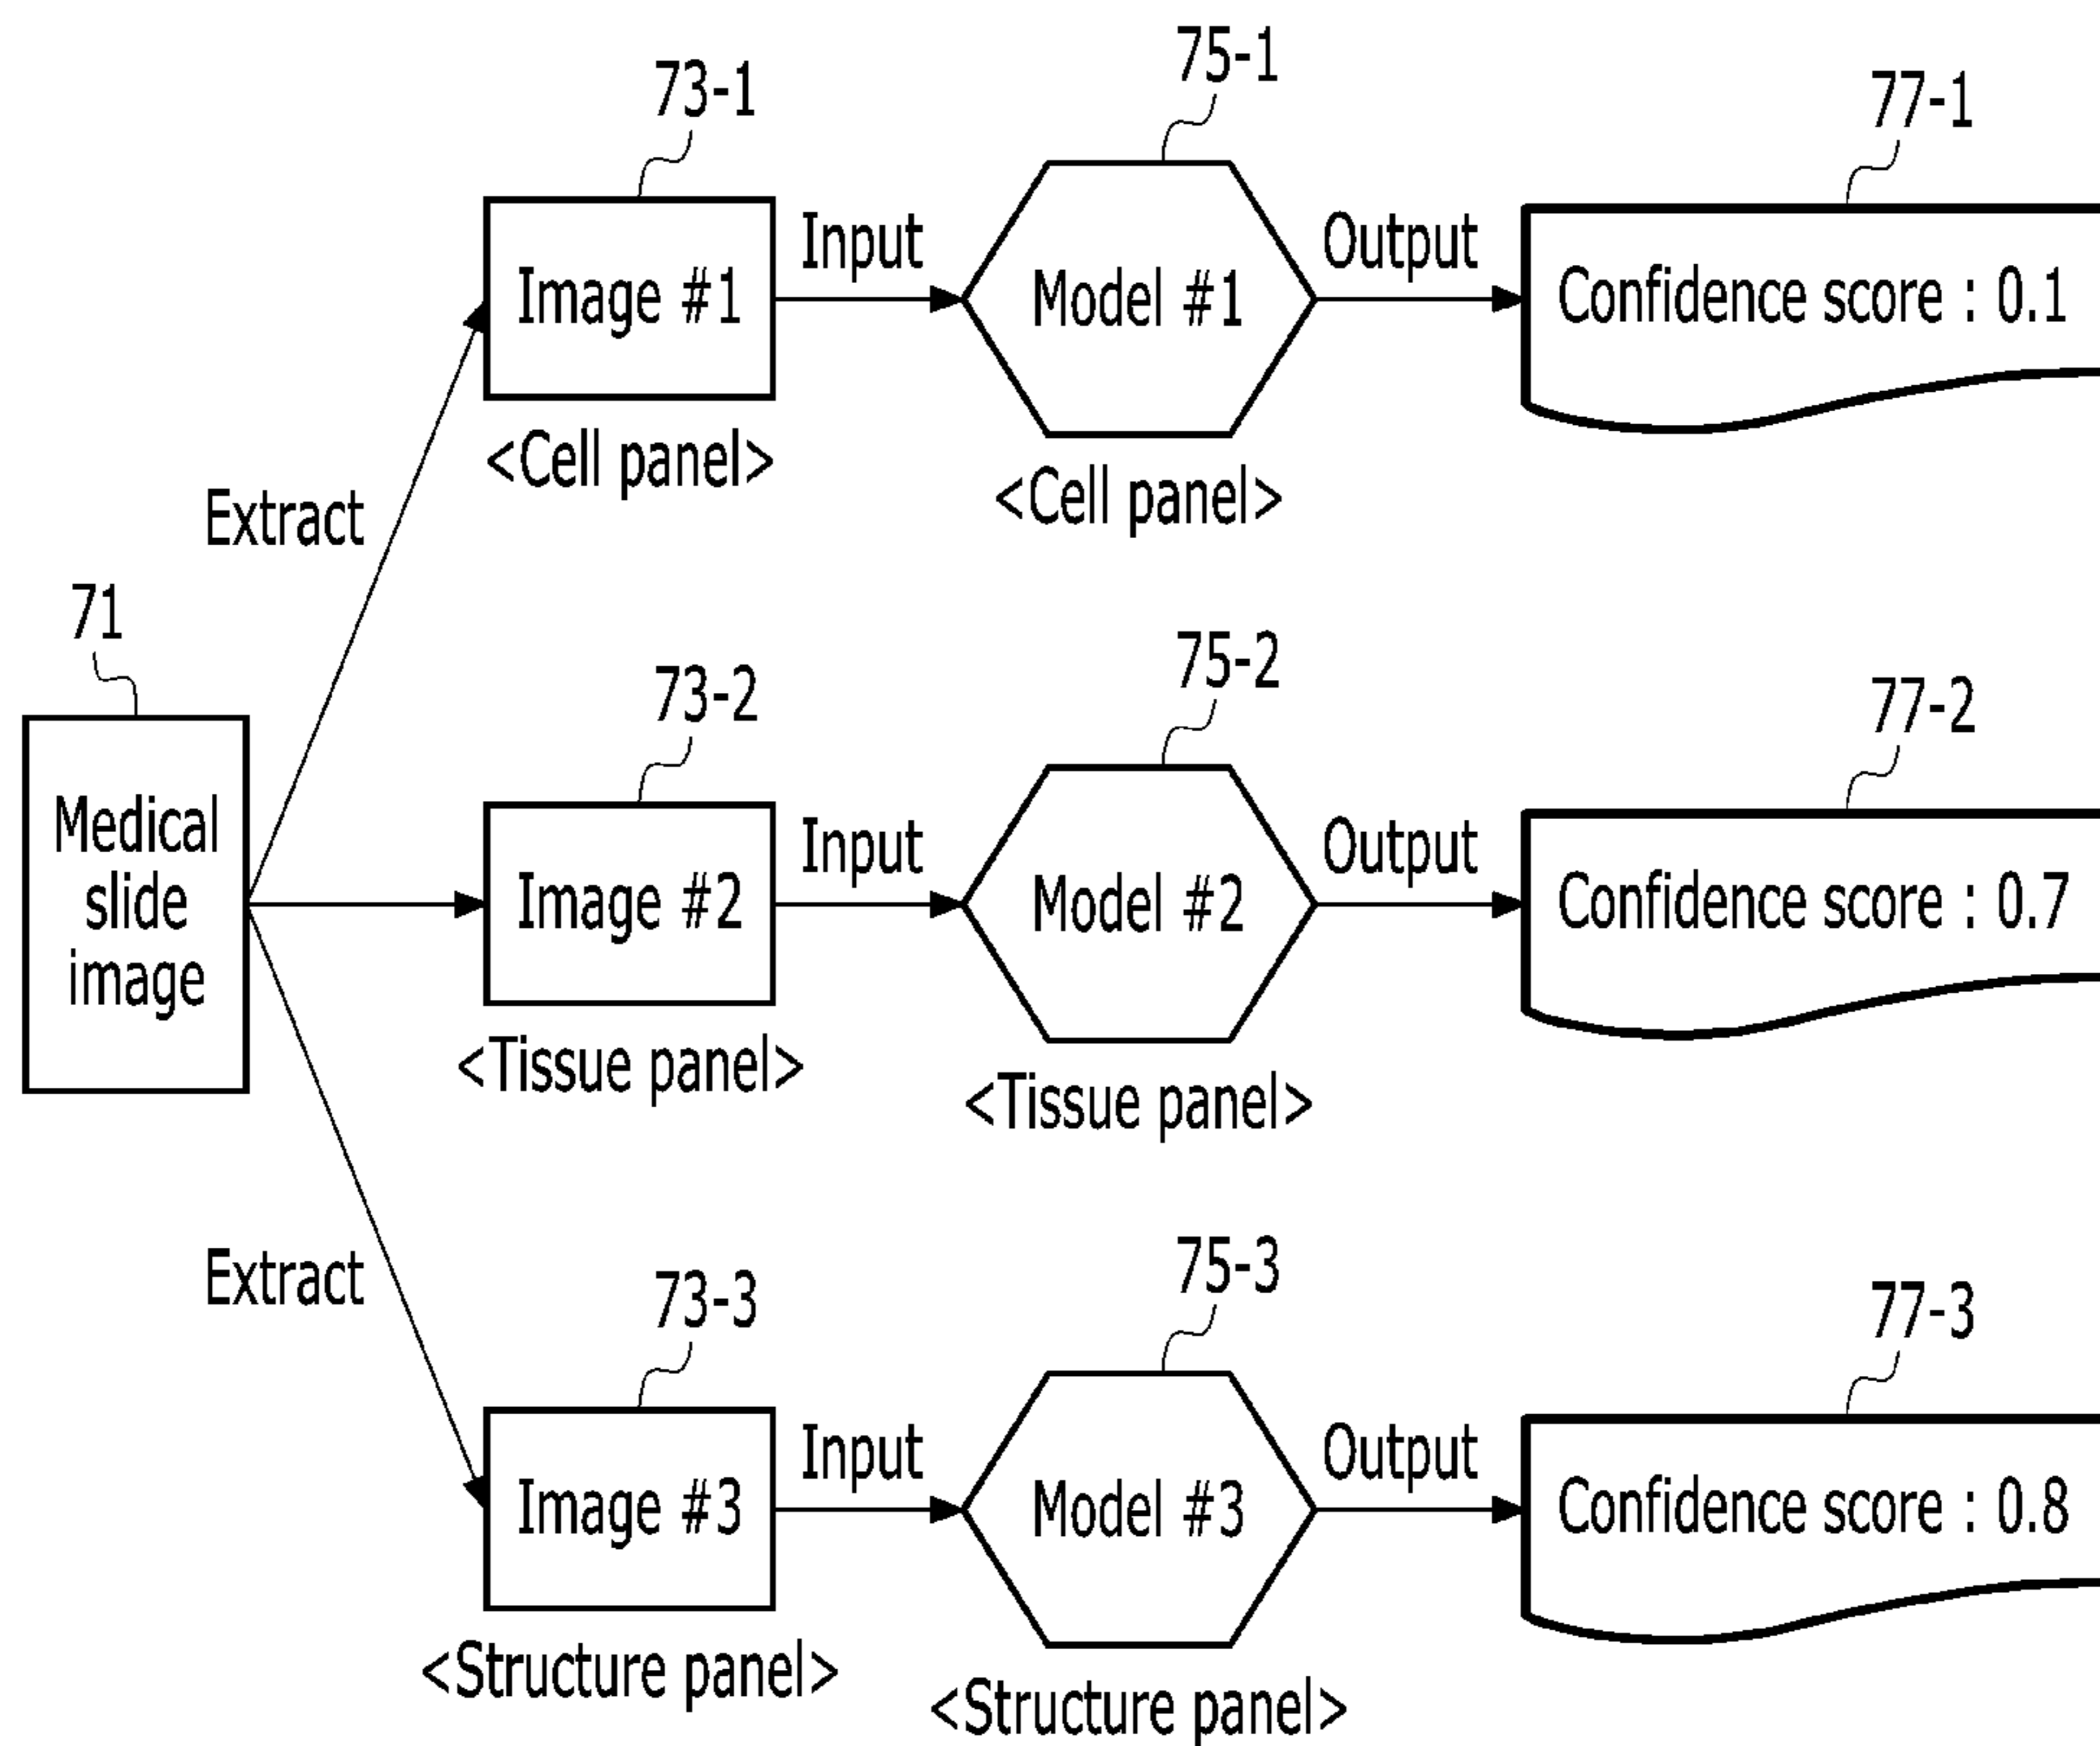 75-1
73-1
77-1
Input
Output
Image #1
Model #1
Confidence score : 0.1
<Cell panel>
<Cell panel>
Extract
71
75-2
73-2
77-2
Medical
slide
image
Input
Output
Image #2
Model #2
Confidence score : 0.7
<Tissue panel>
<Tissue panel>
Extract
75-3
73-3
77-3
Input
Output
Image #3
Model #3
Confidence score : 0.8
<Structure panel>
<Structure panel>